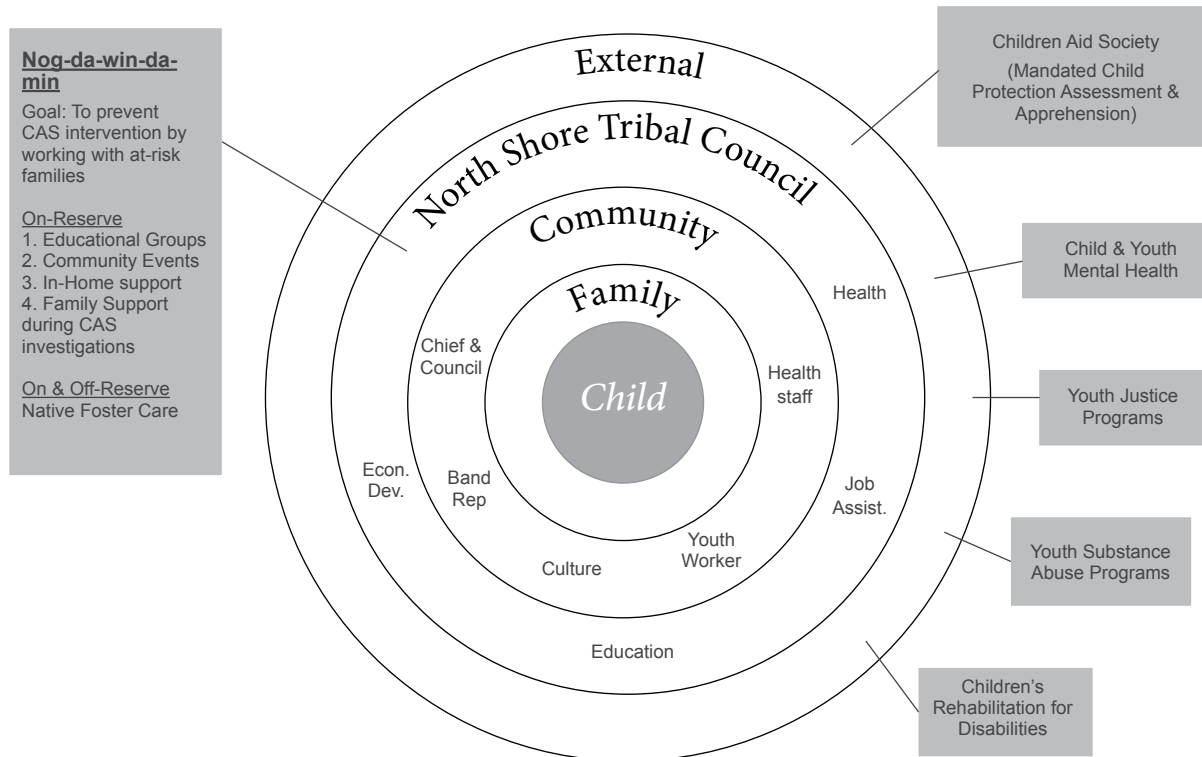 Nog-da-win-da-
min
Goal: To prevent
CAS intervention by
working with at-risk
families
On-Reserve
1. Educational Groups
2. Community Events
3. In-Home support
4. Family Support
during CAS
investigations
On & Off-Reserve
Native Foster Care
External
North Shore Tribal Council
Community
Family
Child
Chief &
Council
Health
Health
staff
Econ.
Dev.
Band
Rep
Job
Assist.
Culture
Youth
Worker
Education
Children Aid Society
(Mandated Child
Protection Assessment &
Apprehension)
Child & Youth
Mental Health
Youth Justice
Programs
Youth Substance
Abuse Programs
Children's
Rehabilitation for
Disabilities